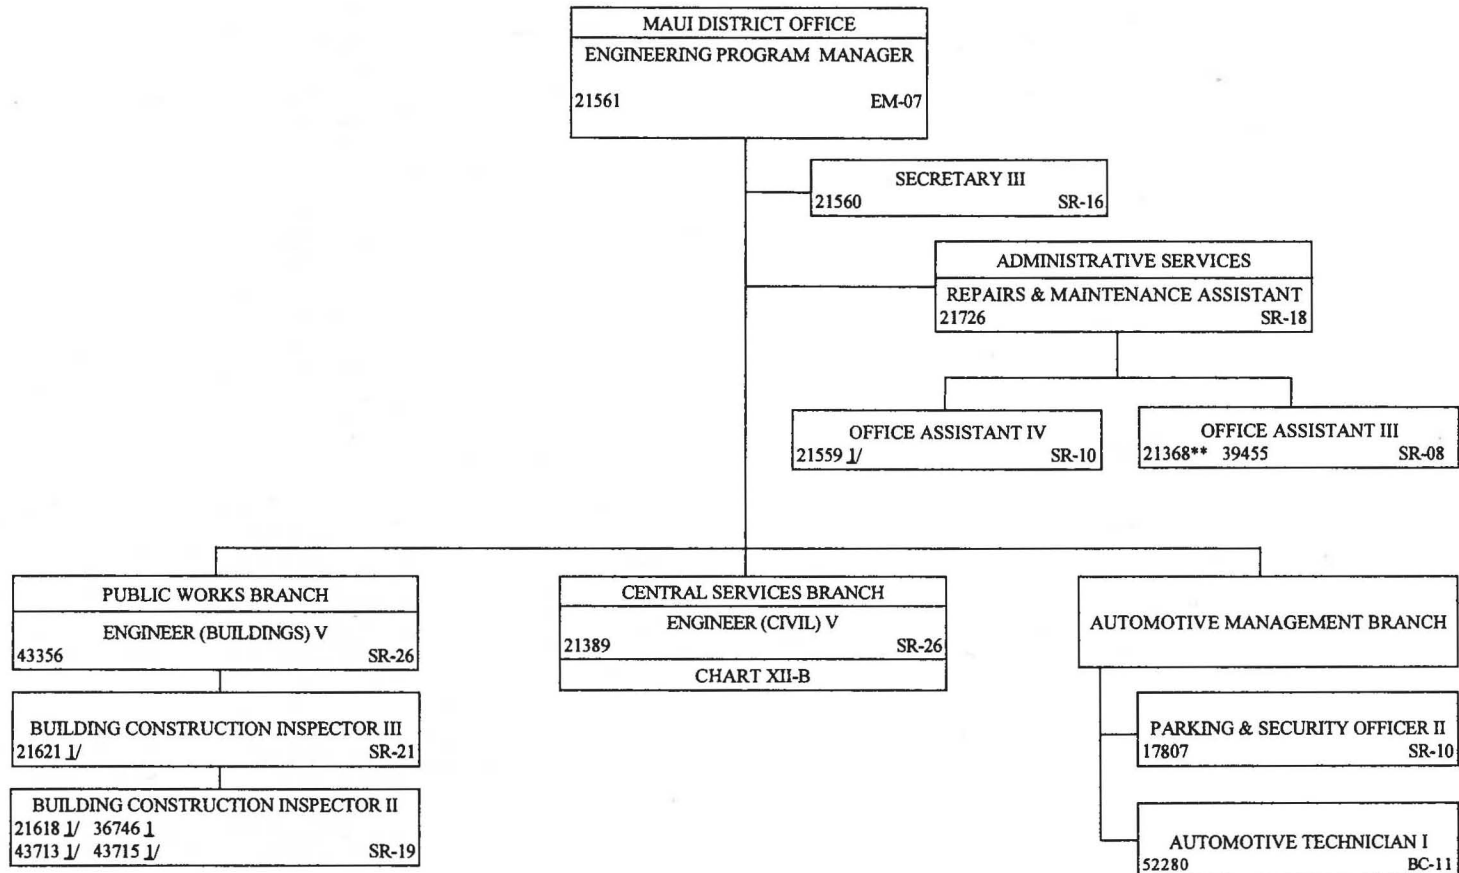 MAUI DISTRICT OFFICE
ENGINEERING PROGRAM MANAGER
21561 EM-07
SECRETARY III
21560 SR-16
ADMINISTRATIVE SERVICES
REPAIRS & MAINTENANCE ASSISTANT
21726 SR-18
OFFICE ASSISTANT IV
21559 1/ SR-10
OFFICE ASSISTANT III
21368** 39455 SR-08
PUBLIC WORKS BRANCH
ENGINEER (BUILDINGS) V
43356 SR-26
BUILDING CONSTRUCTION INSPECTOR III
21621 1/ SR-21
BUILDING CONSTRUCTION INSPECTOR II
21618 1/ 36746 1
43713 1/ 43715 1/ SR-19
CENTRAL SERVICES BRANCH
ENGINEER (CIVIL) V
21389 SR-26
CHART XII-B
AUTOMOTIVE MANAGEMENT BRANCH
PARKING & SECURITY OFFICER II
17807 SR-10
AUTOMOTIVE TECHNICIAN I
52280 BC-11